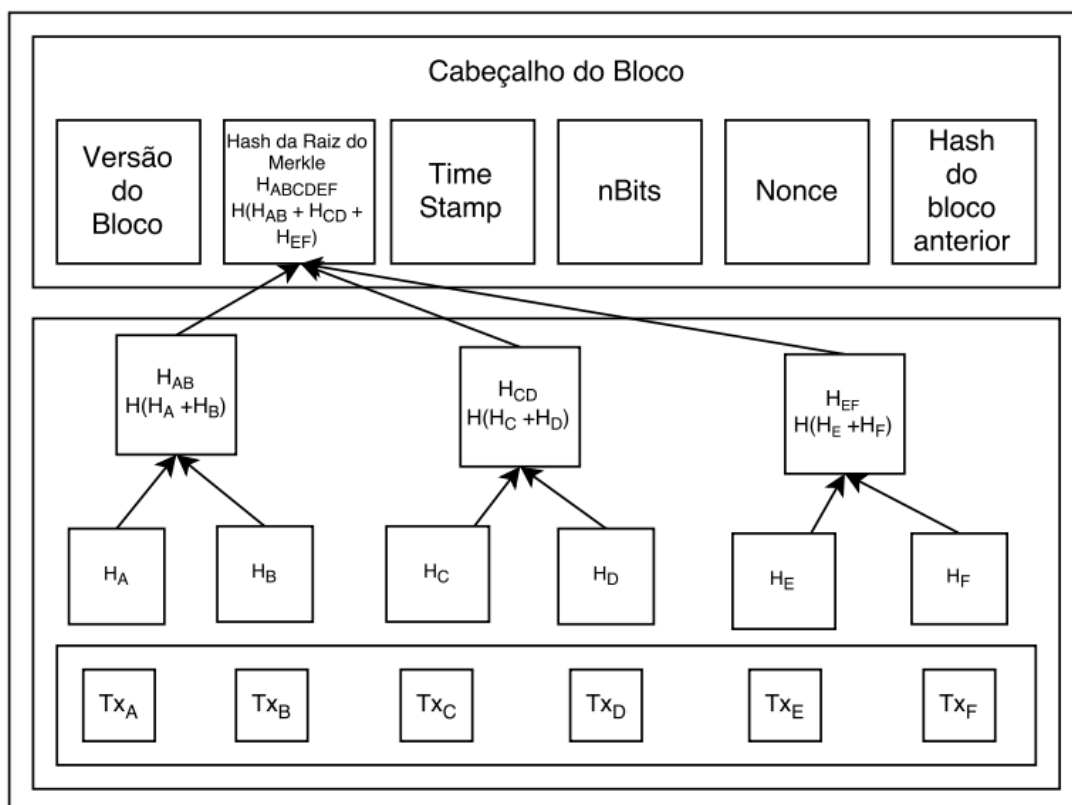 Cabeçalho do Bloco
Versão
do
Bloco
Hash da Raiz do
Merkle
HABCDEF
H(HAB + HCD +
HEF)
Time
Stamp
nBits
Nonce
Hash
do
bloco
anterior
HAB
H(HA +HB)
HCD
H(HC +HD)
HEF
H(HE +HF)
HA
HB
HC
HD
HE
HF
TxA
TxB
TxC
TxD
TxE
TxF